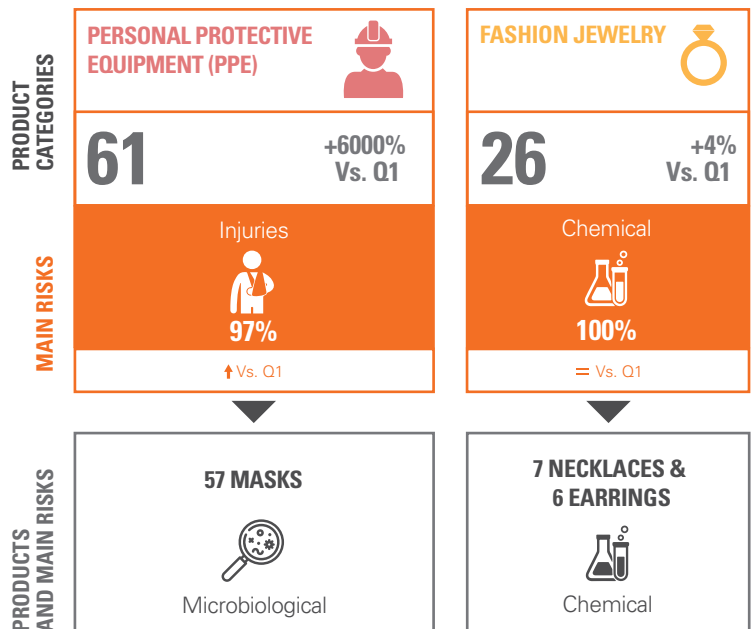 PRODUCT
CATEGORIES
PERSONAL PROTECTIVE
EQUIPMENT (PPE)
61
+6000%
Vs. Q1
FASHION JEWELRY
26
+4%
Vs. Q1
MAIN RISKS
Injuries
97%
Vs. Q1
Chemical
100%
= Vs. Q1
PRODUCTS
AND MAIN RISKS
57 MASKS
Microbiological
7 NECKLACES &
6 EARRINGS
Chemical